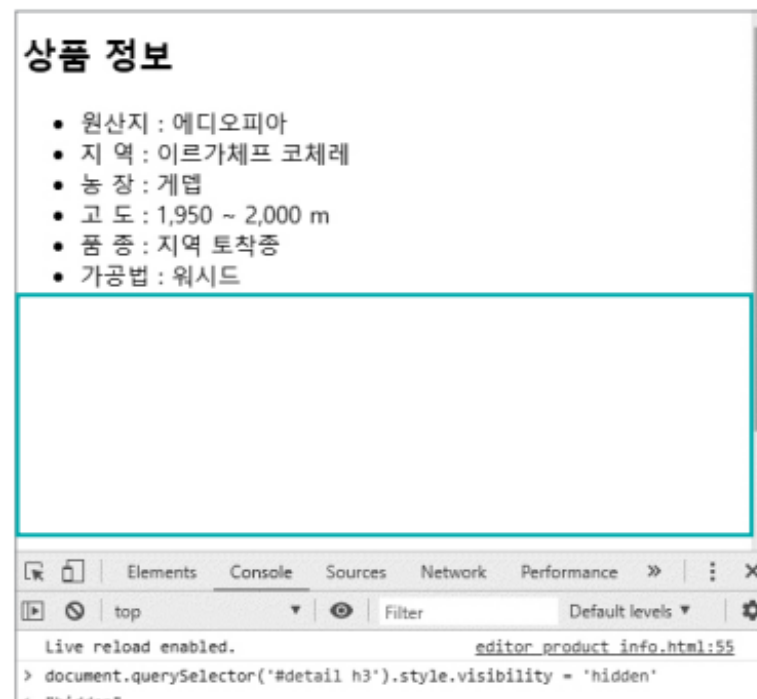 상품 정보
• 원산지 : 에디오피아
• 지 역 : 이르가체프 코체레
• 농 장 : 게뎁
• 고 도 : 1,950 ~ 2,000 m
• 품 종 : 지역 토착종
• 가공법 : 워시드
Elements Console Sources Network Performance »
top Filter Default levels ▼
Live reload enabled. editor product info.html:55
> document.querySelector('#detail h3').style.visibility = 'hidden'